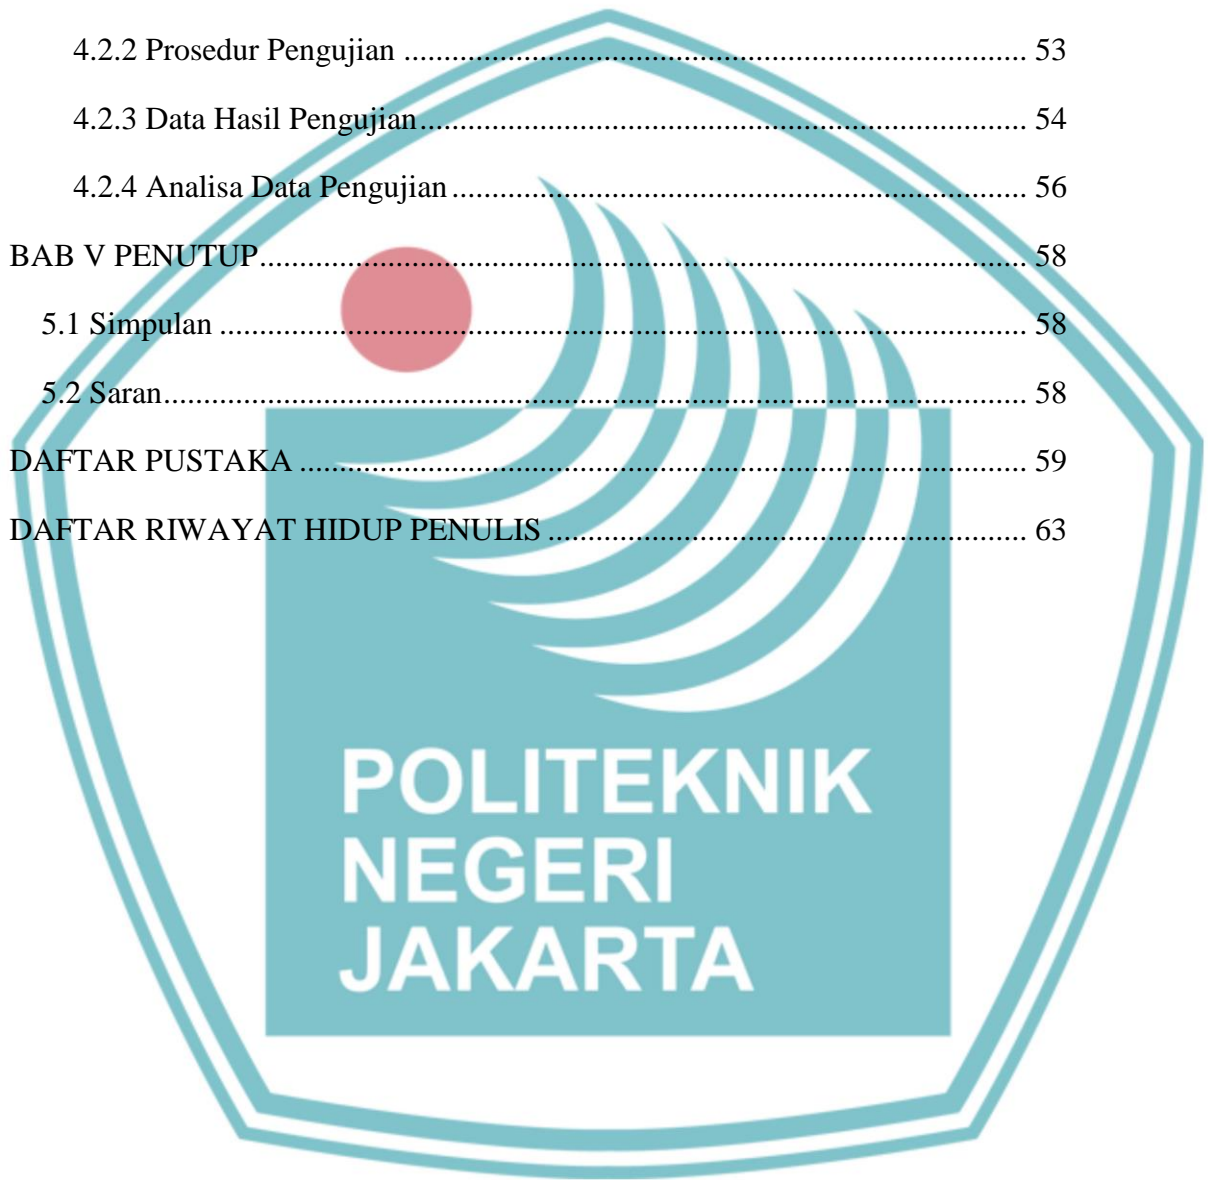 4.2.2 Prosedur Pengujian ............................................................................. 53
4.2.3 Data Hasil Pengujian........................................................................... 54
4.2.4 Analisa Data Pengujian....................................................................... 56
BAB V PENUTUP............................................................................................... 58
5.1 Simpulan .................................................................................................... 58
5.2 Saran........................................................................................................... 58
DAFTAR PUSTAKA .......................................................................................... 59
DAFTAR RIWAYAT HIDUP PENULIS ........................................................... 63
POLITEKNIK
NEGERI
JAKARTA